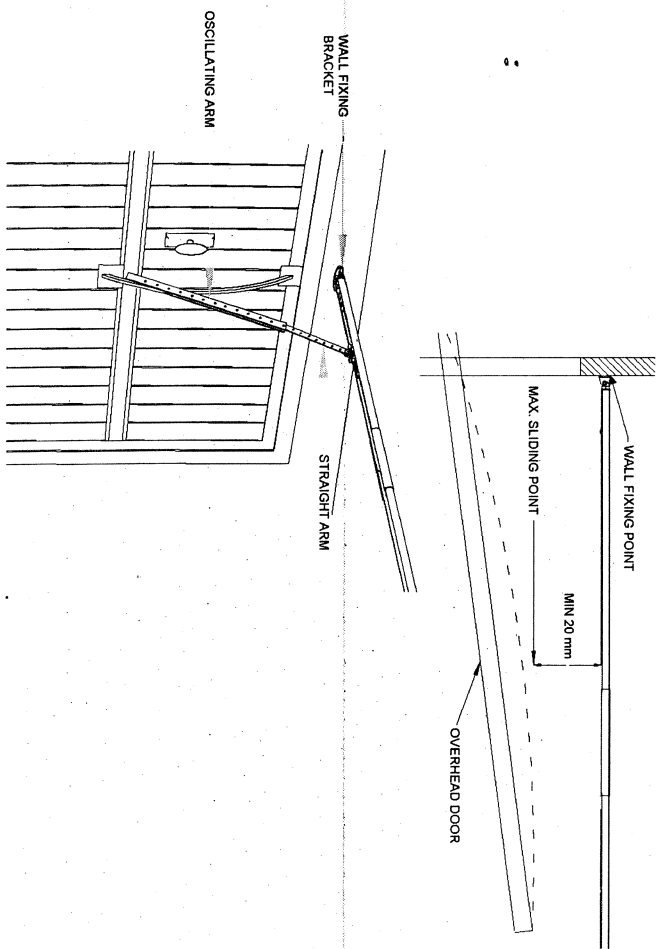 WALL FIXING POINT
MAX. SLIDING POINT
MIN 20 mm
OVERHEAD DOOR
WALL FIXING
BRACKET
OSCILLATING ARM
STRAIGHT ARM